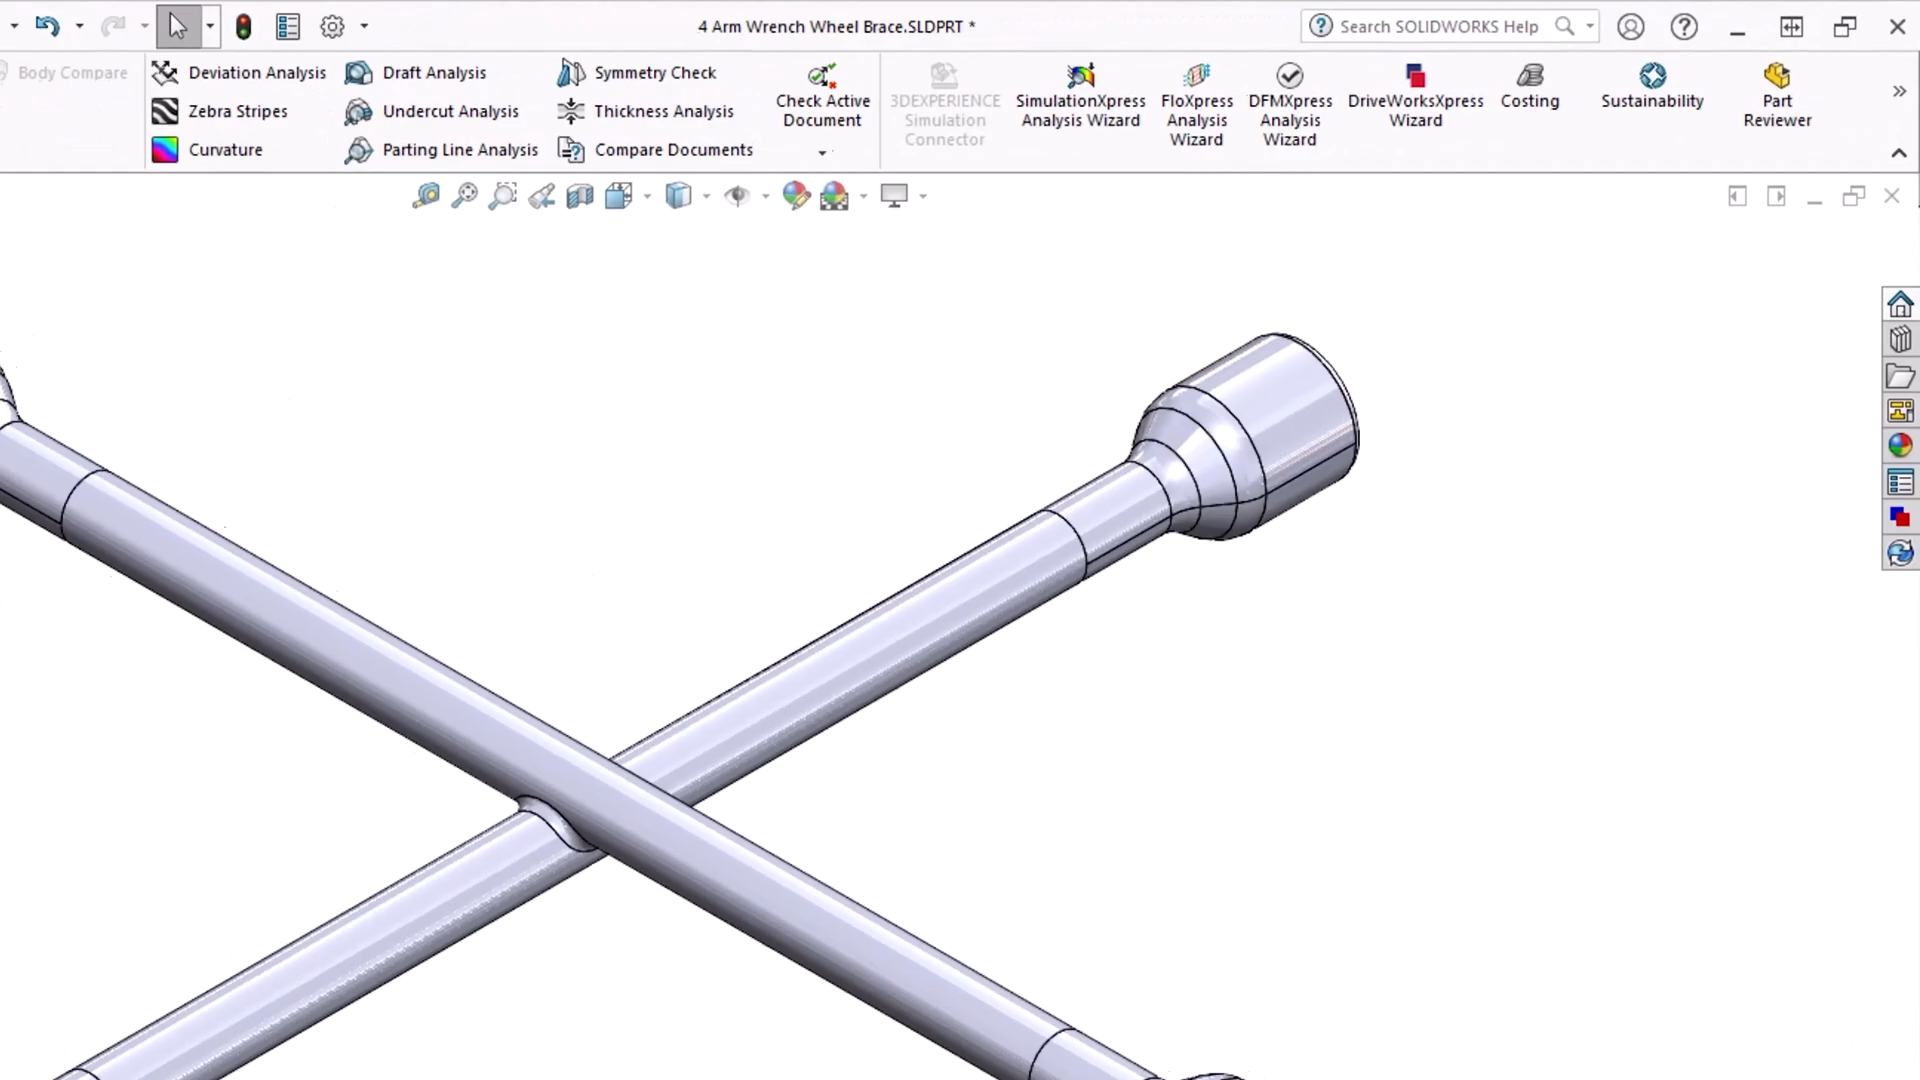 4 Arm Wrench Wheel Brace.SLDPRT *
Search SOLIDWORKS Help
Body Compare
Deviation Analysis
Zebra Stripes
Curvature
Draft Analysis
Undercut Analysis
Parting Line Analysis
Symmetry Check
Thickness Analysis
Compare Documents
Check Active
Document
3DEXPERIENCE
Simulation
Connector
SimulationXpress
Analysis Wizard
FloXpress
Analysis
Wizard
DFMXpress
Analysis
Wizard
DriveWorksXpress
Wizard
Costing
Sustainability
Part
Reviewer